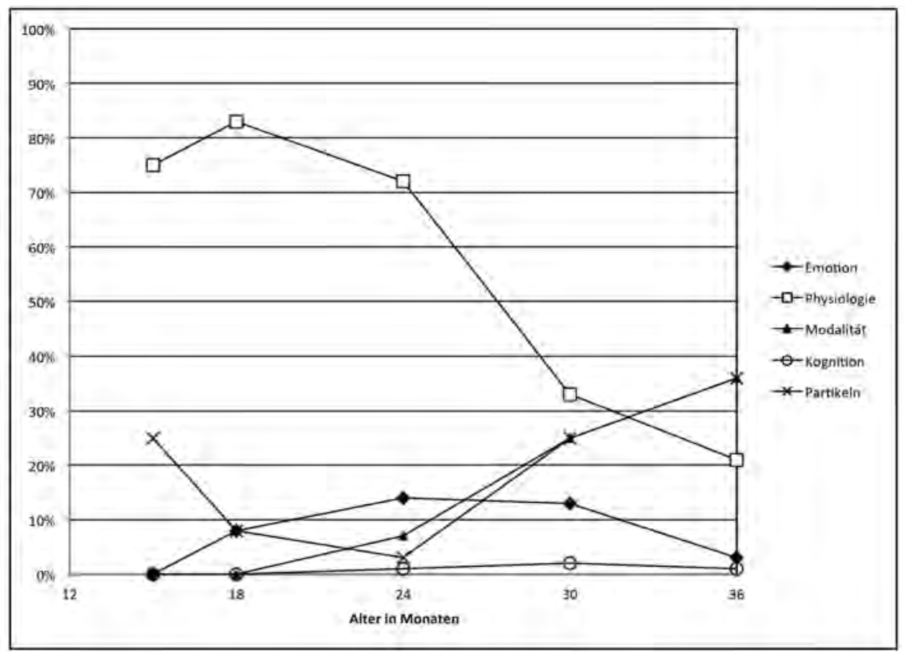 100%
90%
80%
70%
60%
50%
40%
30%
20%
10%
0%
12 18 24 30 36
Alter in Monaten
Emotion
Physiologie
Modalität
Kognition
Partikeln